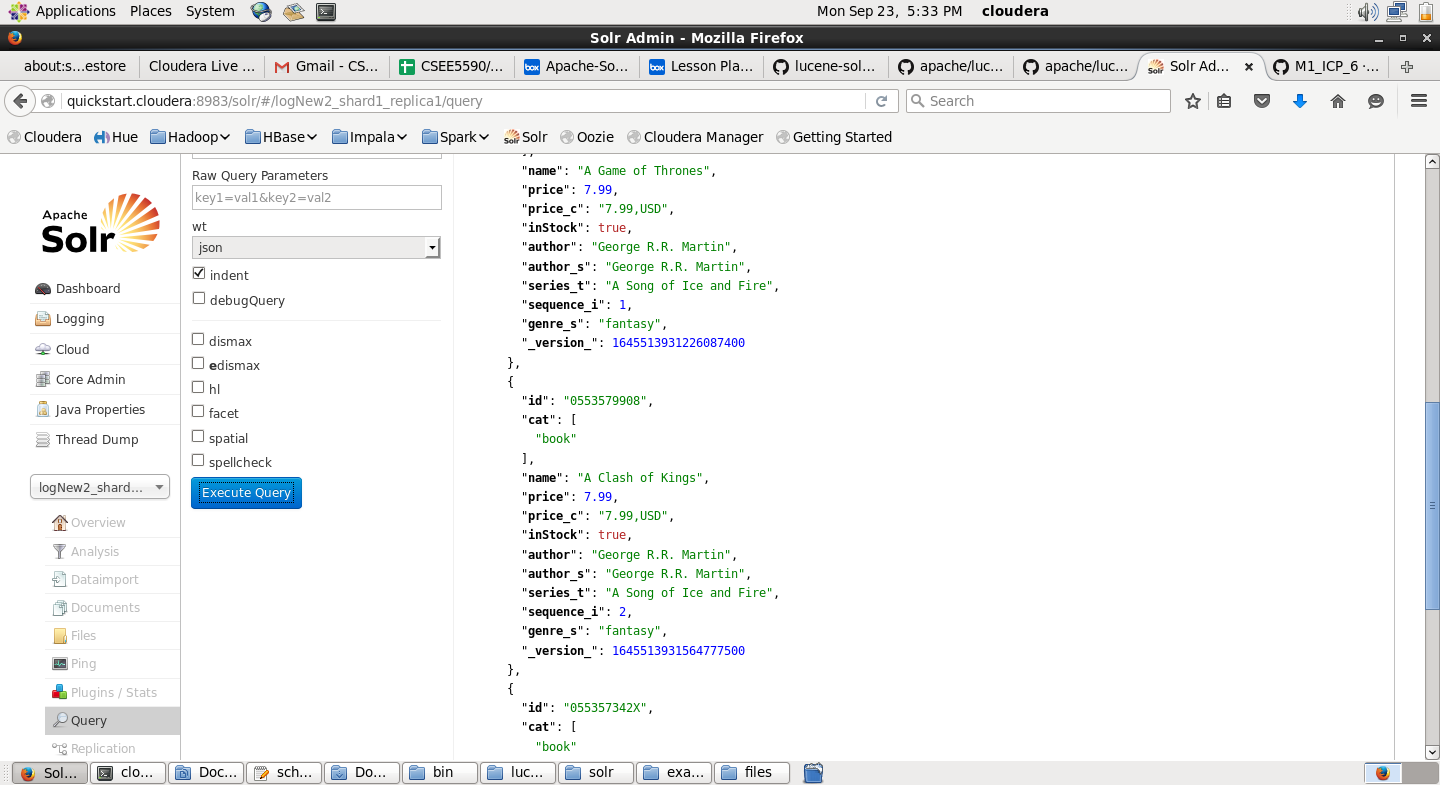 Applications Places System Mon Sep 23, 5:33 PM cloudera
Solr Admin - Mozilla Firefox
about:s...estore Cloudera Live ... Gmail - CS... CSEE5590/... Apache-So... Lesson Pla... lucene-sol... apache/luc... apache/luc... Solr Ad... M1_ICP_6 ·...
quickstart.cloudera:8983/solr/#/logNew2_shard1_replica1/query Search
Cloudera Hue Hadoop HBase Impala Spark Solr Oozie Cloudera Manager Getting Started
Apache
Solr
Dashboard
Logging
Cloud
Core Admin
Java Properties
Thread Dump
logNew2_shard...
Overview
Analysis
Dataimport
Documents
Files
Ping
Plugins / Stats
Query
Replication
Raw Query Parameters
key1=val1&key2=val2
wt
json
indent
debugQuery
dismax
edismax
hl
facet
spatial
spellcheck
Execute Query
],
"name": "A Game of Thrones",
"price": 7.99,
"price_c": "7.99,USD",
"inStock": true,
"author": "George R.R. Martin",
"author_s": "George R.R. Martin",
"series_t": "A Song of Ice and Fire",
"sequence_i": 1,
"genre_s": "fantasy",
"_version_": 1645513931226087400
},
{
"id": "0553579908",
"cat": [
"book"
],
"name": "A Clash of Kings",
"price": 7.99,
"price_c": "7.99,USD",
"inStock": true,
"author": "George R.R. Martin",
"author_s": "George R.R. Martin",
"series_t": "A Song of Ice and Fire",
"sequence_i": 2,
"genre_s": "fantasy",
"_version_": 1645513931564777500
},
{
"id": "055357342X",
"cat": [
"book"
Sol... clo... Doc... sch... Do... bin luc... solr exa... files